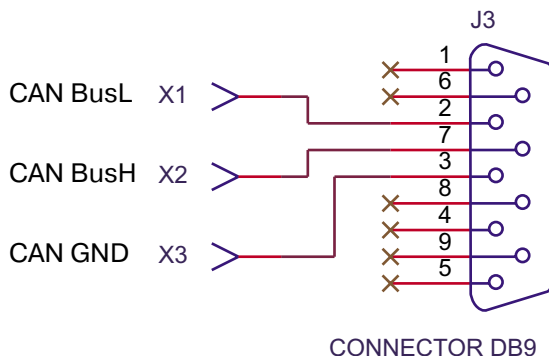 J3
1
6
CAN BusL X1
2
7
CAN BusH X2
3
8
4
CAN GND X3
9
5
CONNECTOR DB9